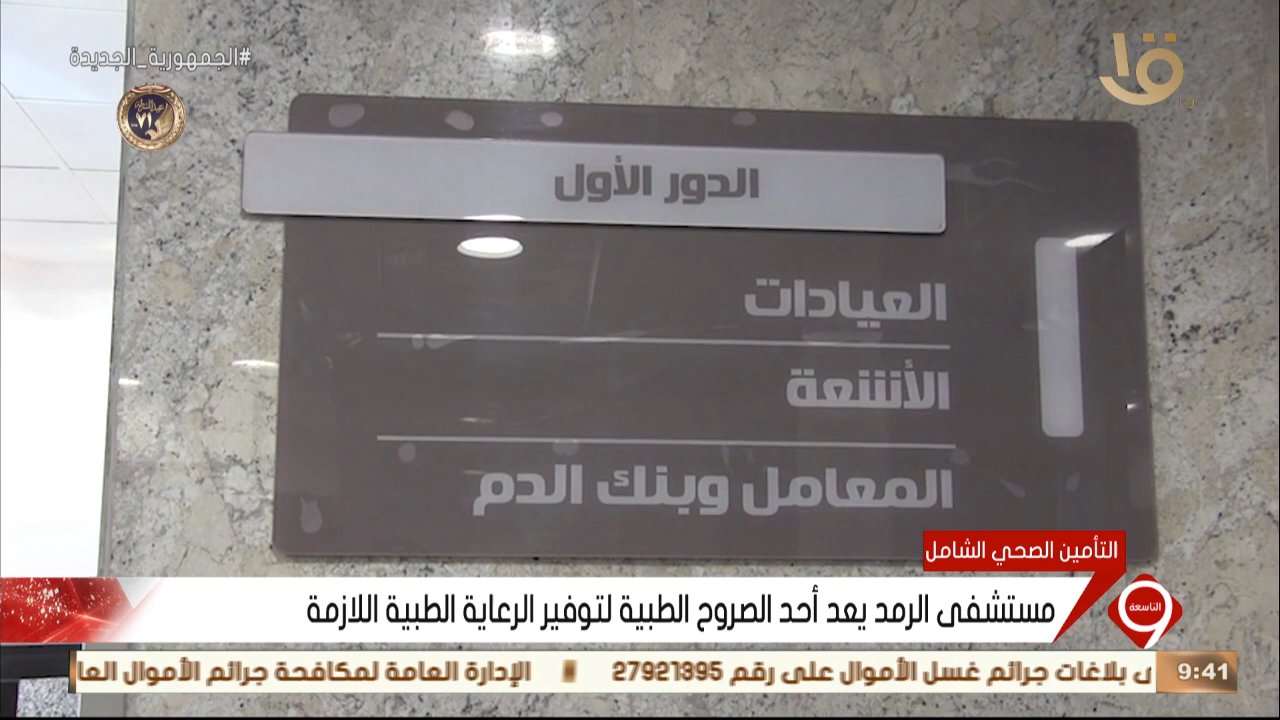 #الجمهورية_الجديدة
الدور الأول
العيادات
الأشعة
المعامل وبنك الدم
التأمين الصحي الشامل
مستشفى الرمد يعد أحد الصروح الطبية لتوفير الرعاية الطبية اللازمة
التاسعة
9:41
ى بلاغات جرائم غسل الأموال على رقم 27921395 الإدارة العامة لمكافحة جرائم الأموال العا